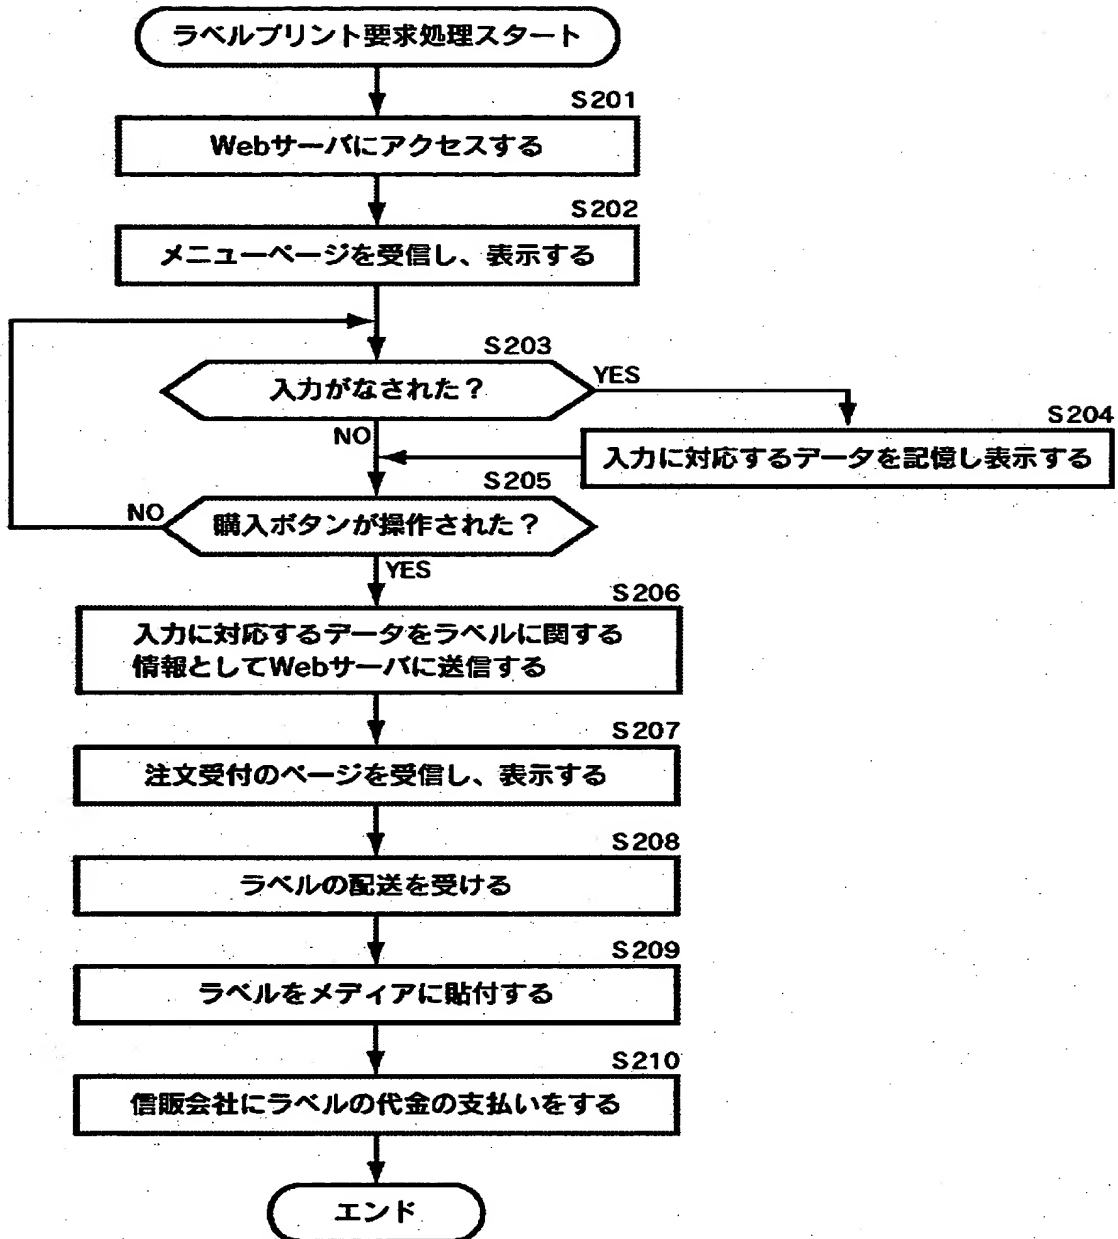 ラベルプリント要求処理スタート
S201
Webサーバにアクセスする
S202
メニューページを受信し、表示する
S203
入力がなされた？
YES
NO
S204
入力に対応するデータを記憶し表示する
S205
購入ボタンが操作された？
NO
YES
S206
入力に対応するデータをラベルに関する
情報としてWebサーバに送信する
S207
注文受付のページを受信し、表示する
S208
ラベルの配送を受ける
S209
ラベルをメディアに貼付する
S210
信販会社にラベルの代金の支払いをする
エンド